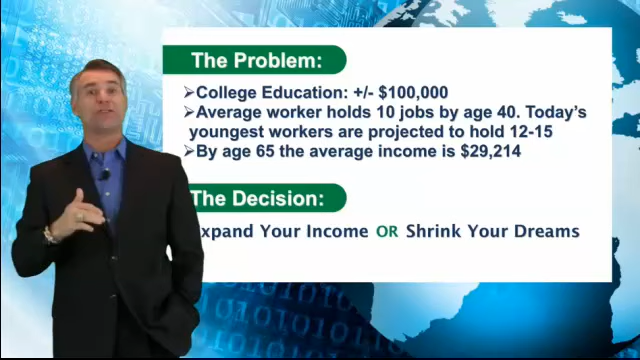 The Problem:
➢College Education: +/- $100,000
➢Average worker holds 10 jobs by age 40. Today's
youngest workers are projected to hold 12-15
➢By age 65 the average income is $29,214
The Decision:
xpand Your Income OR Shrink Your Dreams